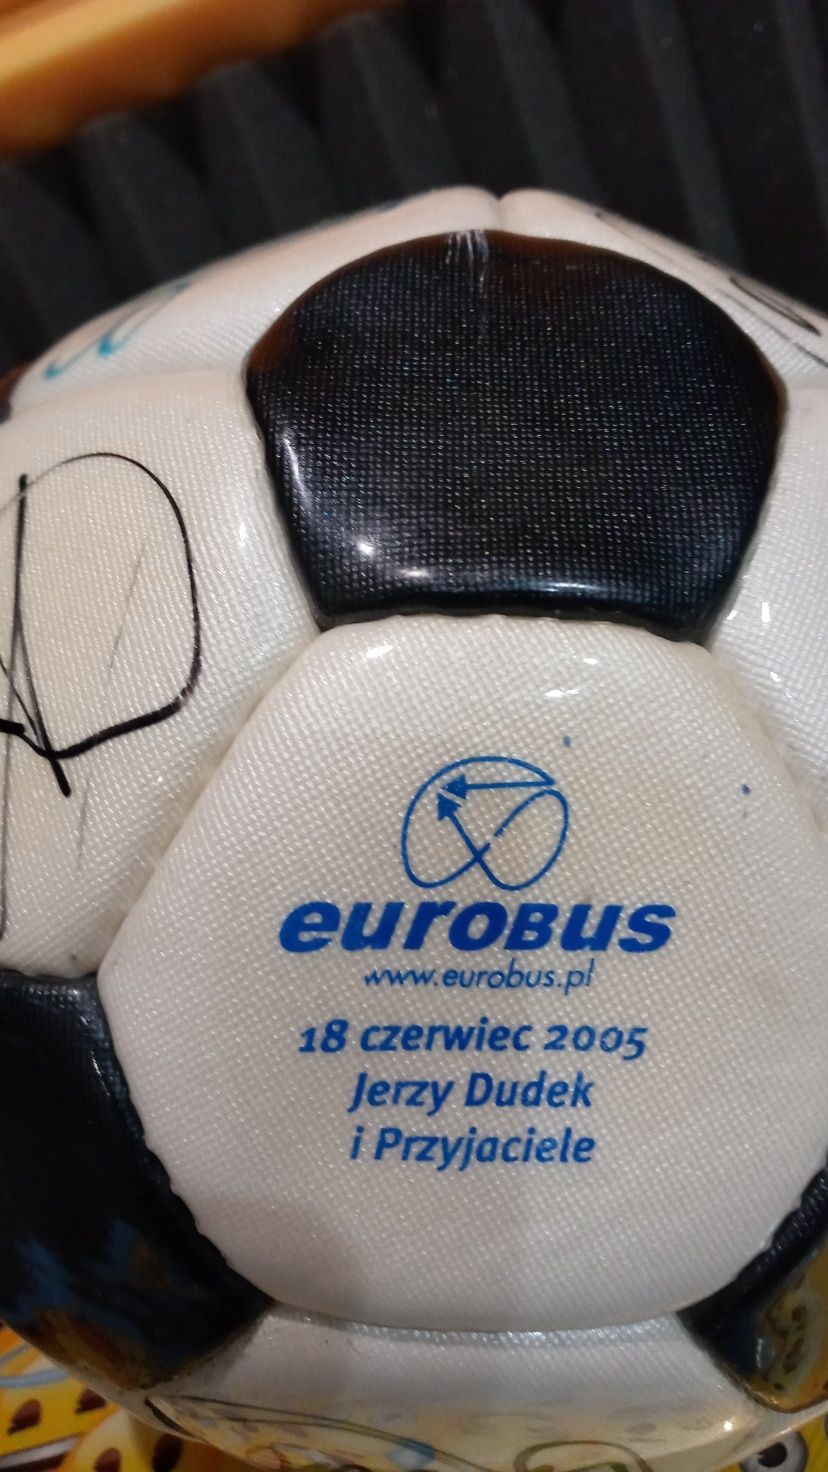 euroBus
www.eurobus.pl
18 czerwiec 2005
Jerzy Dudek
i Przyjaciele